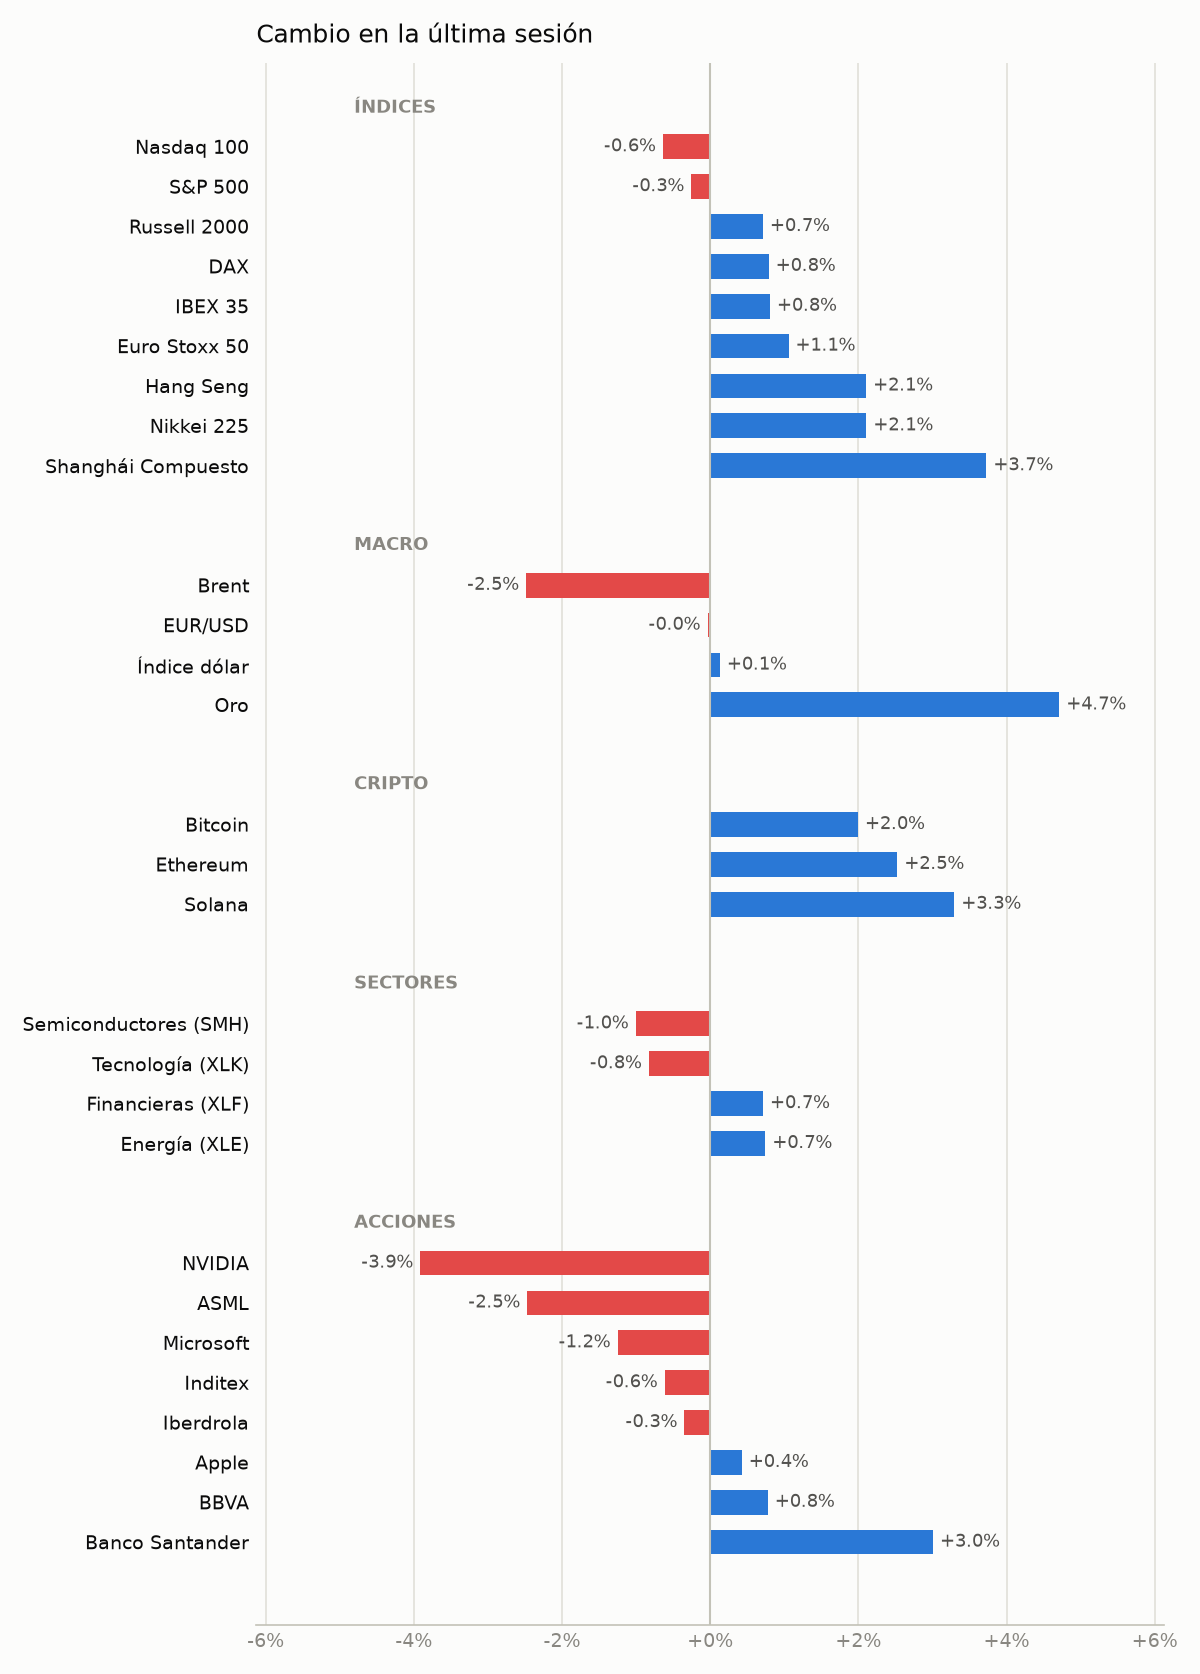 Cambio en la última sesión
ÍNDICES
Nasdaq 100 -0.6%
S&P 500 -0.3%
Russell 2000 +0.7%
DAX +0.8%
IBEX 35 +0.8%
Euro Stoxx 50 +1.1%
Hang Seng +2.1%
Nikkei 225 +2.1%
Shanghái Compuesto +3.7%
MACRO
Brent -2.5%
EUR/USD -0.0%
Índice dólar +0.1%
Oro +4.7%
CRIPTO
Bitcoin +2.0%
Ethereum +2.5%
Solana +3.3%
SECTORES
Semiconductores (SMH) -1.0%
Tecnología (XLK) -0.8%
Financieras (XLF) +0.7%
Energía (XLE) +0.7%
ACCIONES
NVIDIA -3.9%
ASML -2.5%
Microsoft -1.2%
Inditex -0.6%
Iberdrola -0.3%
Apple +0.4%
BBVA +0.8%
Banco Santander +3.0%
-6% -4% -2% +0% +2% +4% +6%